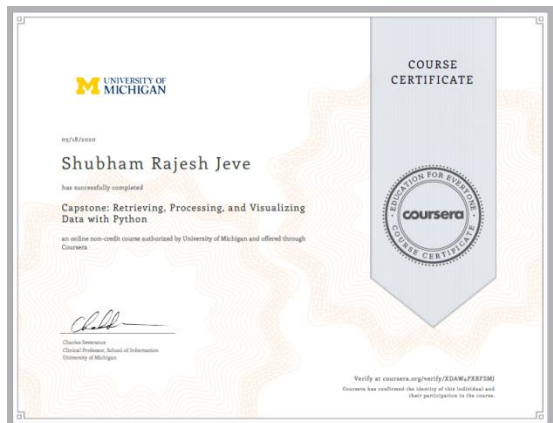 UNIVERSITY OF
MICHIGAN
COURSE
CERTIFICATE
05/18/2020
Shubham Rajesh Jeve
has successfully completed
Capstone: Retrieving, Processing, and Visualizing
Data with Python
an online non-credit course authorized by University of Michigan and offered through
Coursera
EDUCATION FOR EVERYONE
coursera
COURSE CERTIFICATE
Charles Severance
Clinical Professor, School of Information
University of Michigan
Verify at coursera.org/verify/XDAW4FXRFSMJ
Coursera has confirmed the identity of this individual and
their participation in the course.